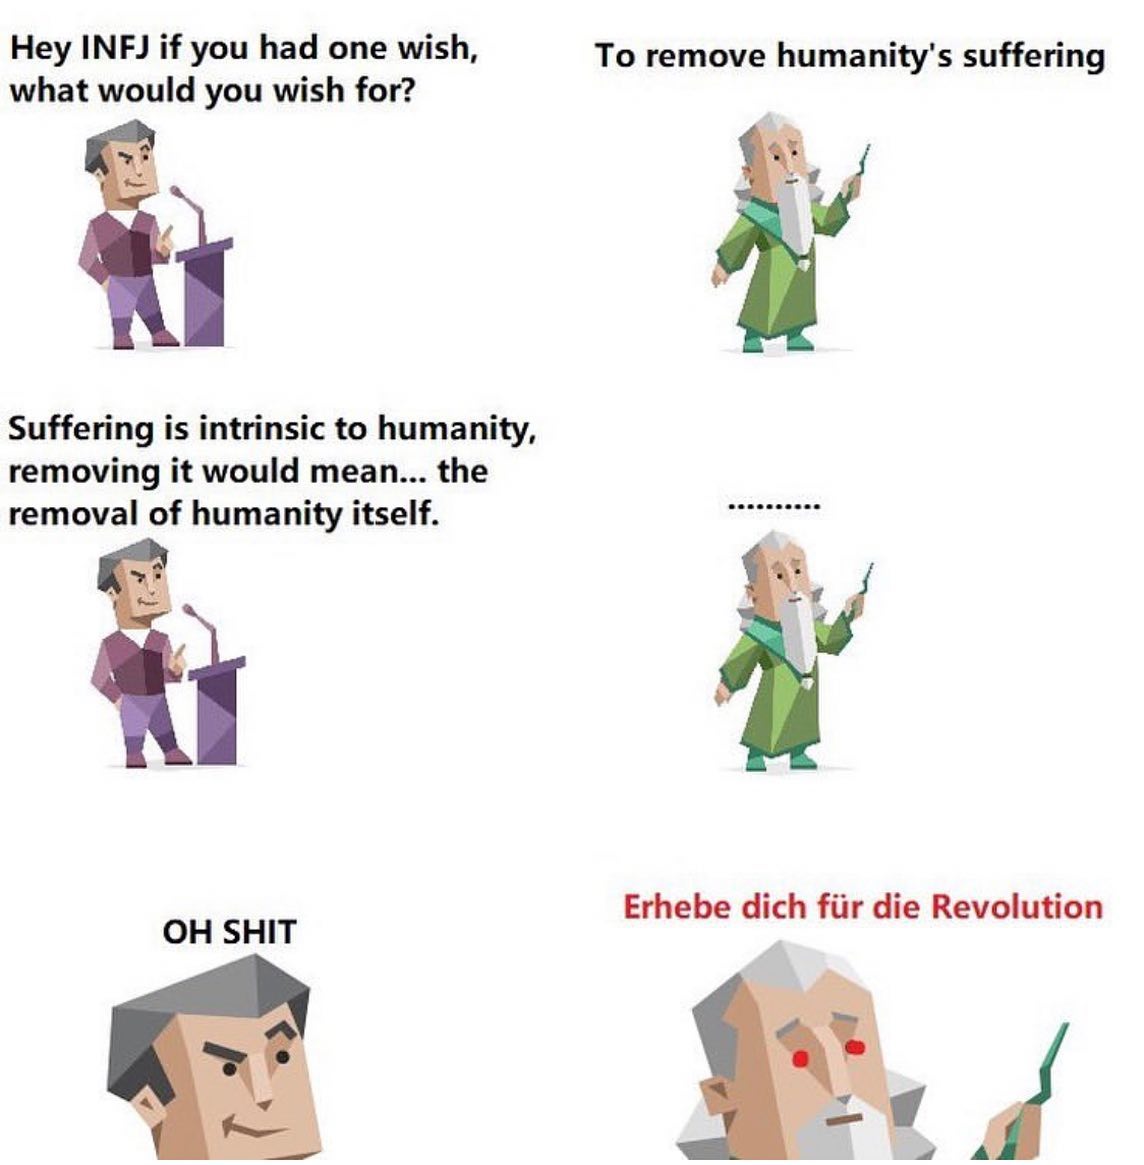 Hey INFJ if you had one wish,
what would you wish for?
To remove humanity's suffering
Suffering is intrinsic to humanity,
removing it would mean... the
removal of humanity itself.
..........
OH SHIT
Erhebe dich für die Revolution